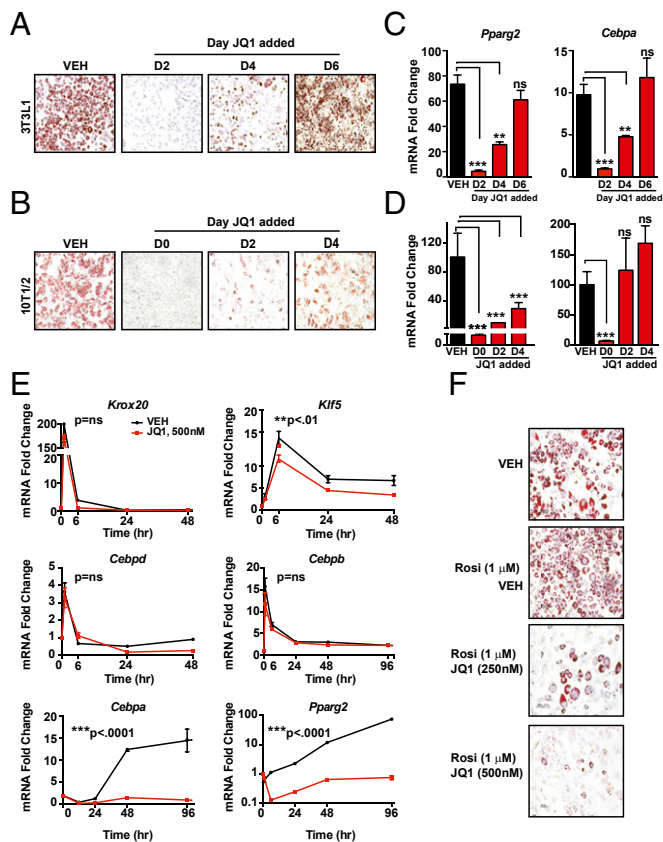 A
Day JQ1 added
VEH D2 D4 D6
3T3L1
B
Day JQ1 added
VEH D0 D2 D4
10T1/2
C
Pparg2 Cebpa
mRNA Fold Change
100
80
60
40
20
0
*** ** ns
VEH D2 D4 D6
Day JQ1 added
15
10
5
0
*** ** ns
D2 D4 D6
Day JQ1 added
D
mRNA Fold Change
120
80
40
0
*** *** ***
VEH D0 D2 D4
JQ1 added
200
150
100
50
0
*** ns ns
VEH D0 D2 D4
JQ1 added
E
Krox20
mRNA Fold Change
200
150
20
10
0
p=ns
VEH
JQ1, 500nM
0 6 24 48
Time (hr)
Klf5
mRNA Fold Change
20
15
10
5
0
**p<.01
0 6 24 48
Time (hr)
Cebpd
mRNA Fold Change
5
4
3
2
1
0
p=ns
0 6 24 48
Time (hr)
Cebpb
mRNA Fold Change
20
15
10
5
0
p=ns
0 6 24 48 96
Time (hr)
Cebpa
mRNA Fold Change
20
15
10
5
0
***p<.0001
0 24 48 96
Time (hr)
Pparg2
mRNA Fold Change
100
10
1
0.1
***p<.0001
0 24 48 96
Time (hr)
F
VEH
Rosi (1 μM)
VEH
Rosi (1 μM)
JQ1 (250nM)
Rosi (1 μM)
JQ1 (500nM)